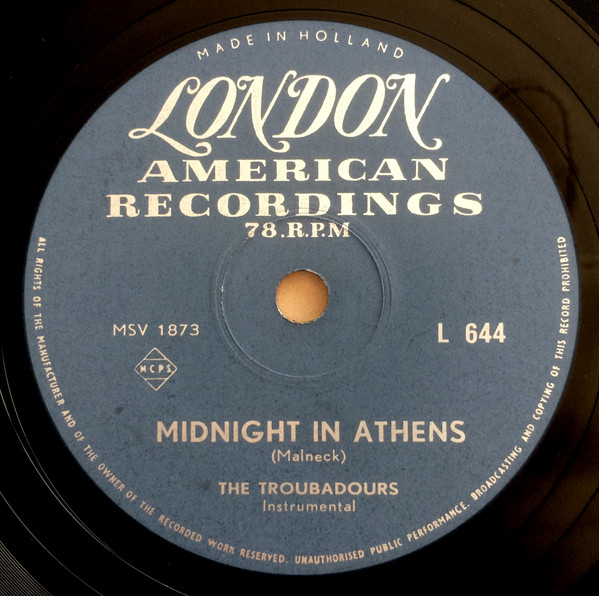 MADE IN HOLLAND
LONDON
AMERICAN
RECORDINGS
78.R.P.M
MSV 1873
L 644
M.C.P.S.
MIDNIGHT IN ATHENS
(Malneck)
THE TROUBADOURS
Instrumental
ALL RIGHTS OF THE MANUFACTURER AND OF THE OWNER OF THE RECORDED WORK RESERVED. UNAUTHORISED PUBLIC PERFORMANCE, BROADCASTING AND COPYING OF THIS RECORD PROHIBITED